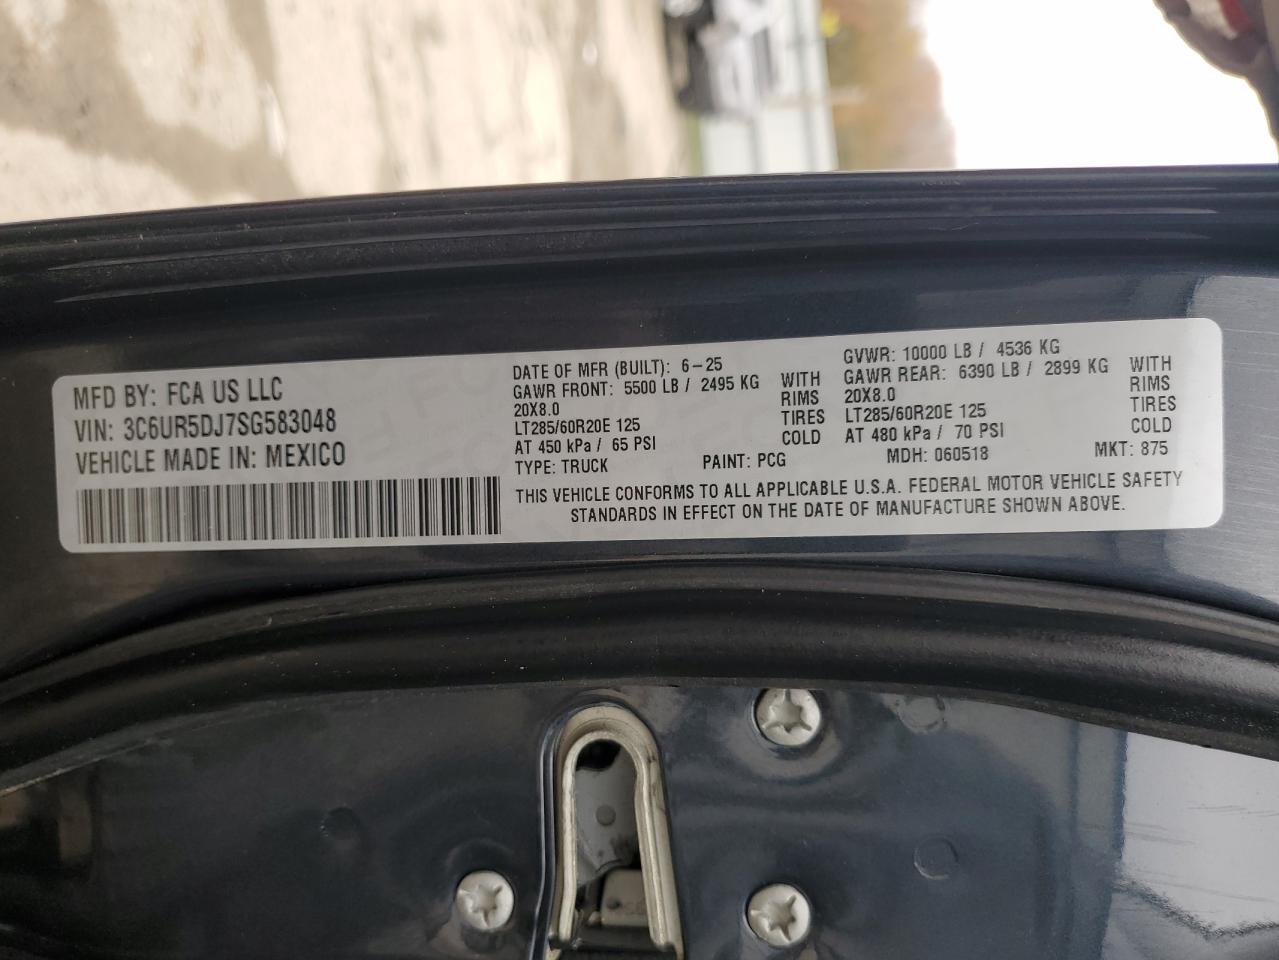 MFD BY: FCA US LLC
VIN: 3C6UR5DJ7SG583048
VEHICLE MADE IN: MEXICO
DATE OF MFR (BUILT): 6-25
GAWR FRONT: 5500 LB / 2495 KG WITH
20X8.0 RIMS
LT285/60R20E 125 TIRES
AT 450 kPa / 65 PSI COLD
TYPE: TRUCK PAINT: PCG
GVWR: 10000 LB / 4536 KG
GAWR REAR: 6390 LB / 2899 KG WITH
20X8.0 RIMS
LT285/60R20E 125 TIRES
AT 480 kPa / 70 PSI COLD
MDH: 060518 MKT: 875
THIS VEHICLE CONFORMS TO ALL APPLICABLE U.S.A. FEDERAL MOTOR VEHICLE SAFETY
STANDARDS IN EFFECT ON THE DATE OF MANUFACTURE SHOWN ABOVE.